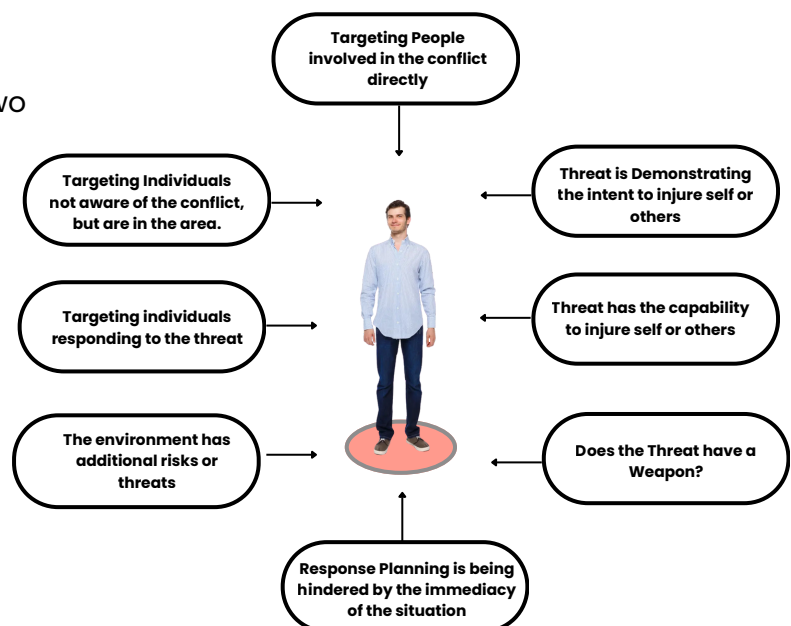 Targeting People
involved in the conflict
directly
wo
Targeting Individuals
not aware of the conflict,
but are in the area.
Threat is Demonstrating
the intent to injure self or
others
Targeting individuals
responding to the threat
Threat has the capability
to injure self or others
The environment has
additional risks or
threats
Does the Threat have a
Weapon?
Response Planning is being
hindered by the immediacy
of the situation